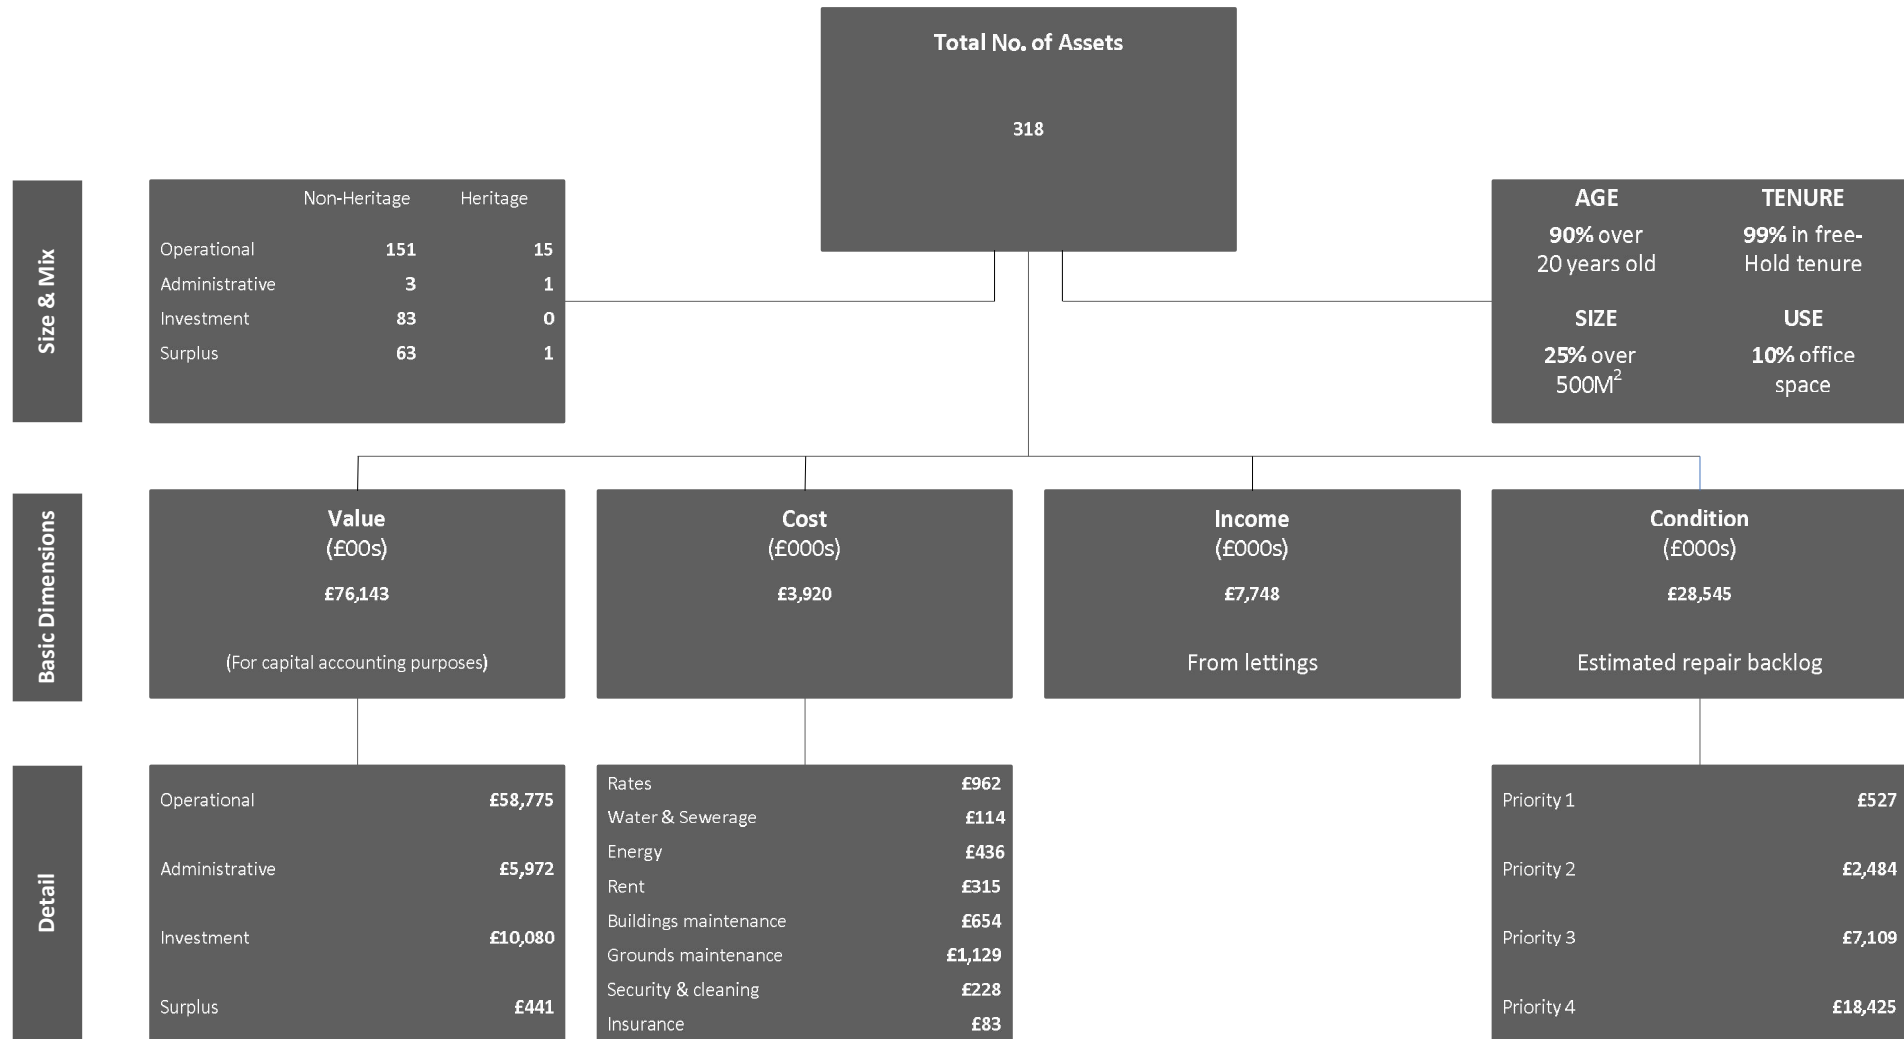 Total No. of Assets
318
Size & Mix
Non-Heritage Heritage
Operational 151 15
Administrative 3 1
Investment 83 0
Surplus 63 1
AGE TENURE
90% over 99% in free-
20 years old Hold tenure
SIZE USE
25% over 10% office
500M² space
Basic Dimensions
Value
(£00s)
£76,143
(For capital accounting purposes)
Cost
(£000s)
£3,920
Income
(£000s)
£7,748
From lettings
Condition
(£000s)
£28,545
Estimated repair backlog
Detail
Operational £58,775
Administrative £5,972
Investment £10,080
Surplus £441
Rates £962
Water & Sewerage £114
Energy £436
Rent £315
Buildings maintenance £654
Grounds maintenance £1,129
Security & cleaning £228
Insurance £83
Priority 1 £527
Priority 2 £2,484
Priority 3 £7,109
Priority 4 £18,425